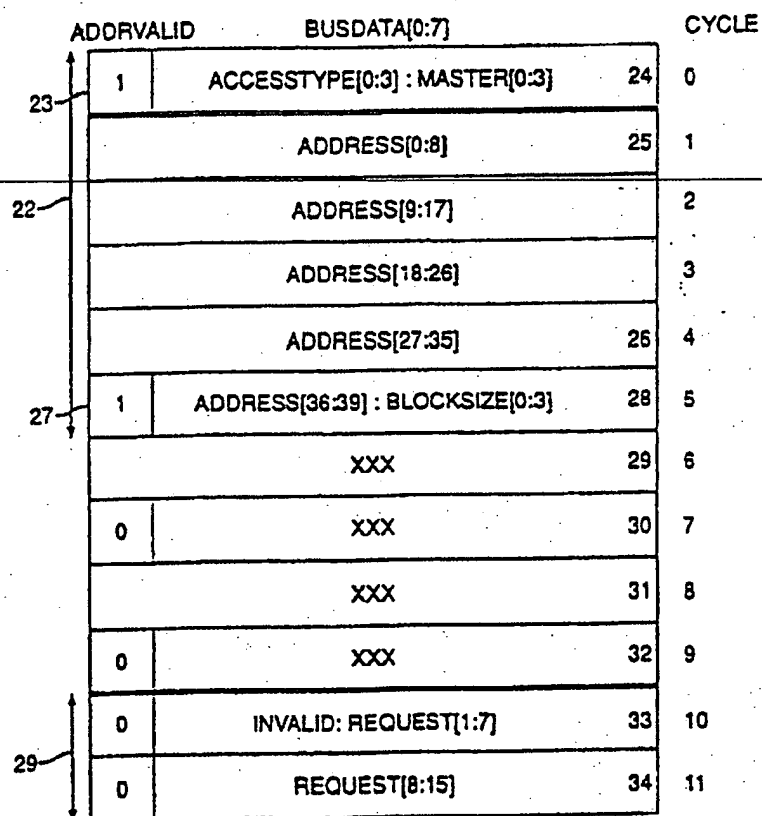 ADDRVALID BUSDATA[0:7] CYCLE
23 1 ACCESSTYPE[0:3] : MASTER[0:3] 24 0
ADDRESS[0:8] 25 1
22 ADDRESS[9:17] 2
ADDRESS[18:26] 3
ADDRESS[27:35] 26 4
27 1 ADDRESS[36:39] : BLOCKSIZE[0:3] 28 5
XXX 29 6
0 XXX 30 7
XXX 31 8
0 XXX 32 9
0 INVALID: REQUEST[1:7] 33 10
29 0 REQUEST[8:15] 34 11